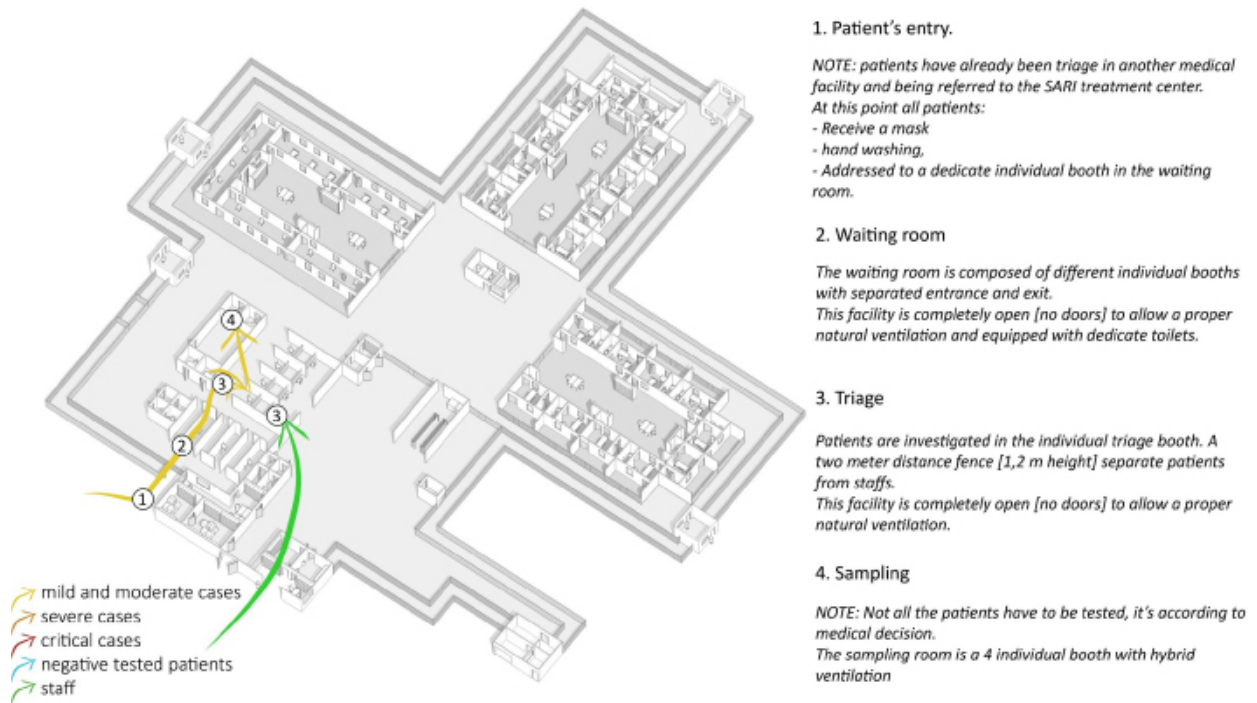 1. Patient's entry.
NOTE: patients have already been triage in another medical
facility and being referred to the SARI treatment center.
At this point all patients:
- Receive a mask
- hand washing,
- Addressed to a dedicate individual booth in the waiting
room.
2. Waiting room
The waiting room is composed of different individual booths
with separated entrance and exit.
This facility is completely open [no doors] to allow a proper
natural ventilation and equipped with dedicate toilets.
3. Triage
Patients are investigated in the individual triage booth. A
two meter distance fence [1,2 m height] separate patients
from staffs.
This facility is completely open [no doors] to allow a proper
natural ventilation.
4. Sampling
NOTE: Not all the patients have to be tested, it's according to
medical decision.
The sampling room is a 4 individual booth with hybrid
ventilation
4
3
3
2
1
mild and moderate cases
severe cases
critical cases
negative tested patients
staff